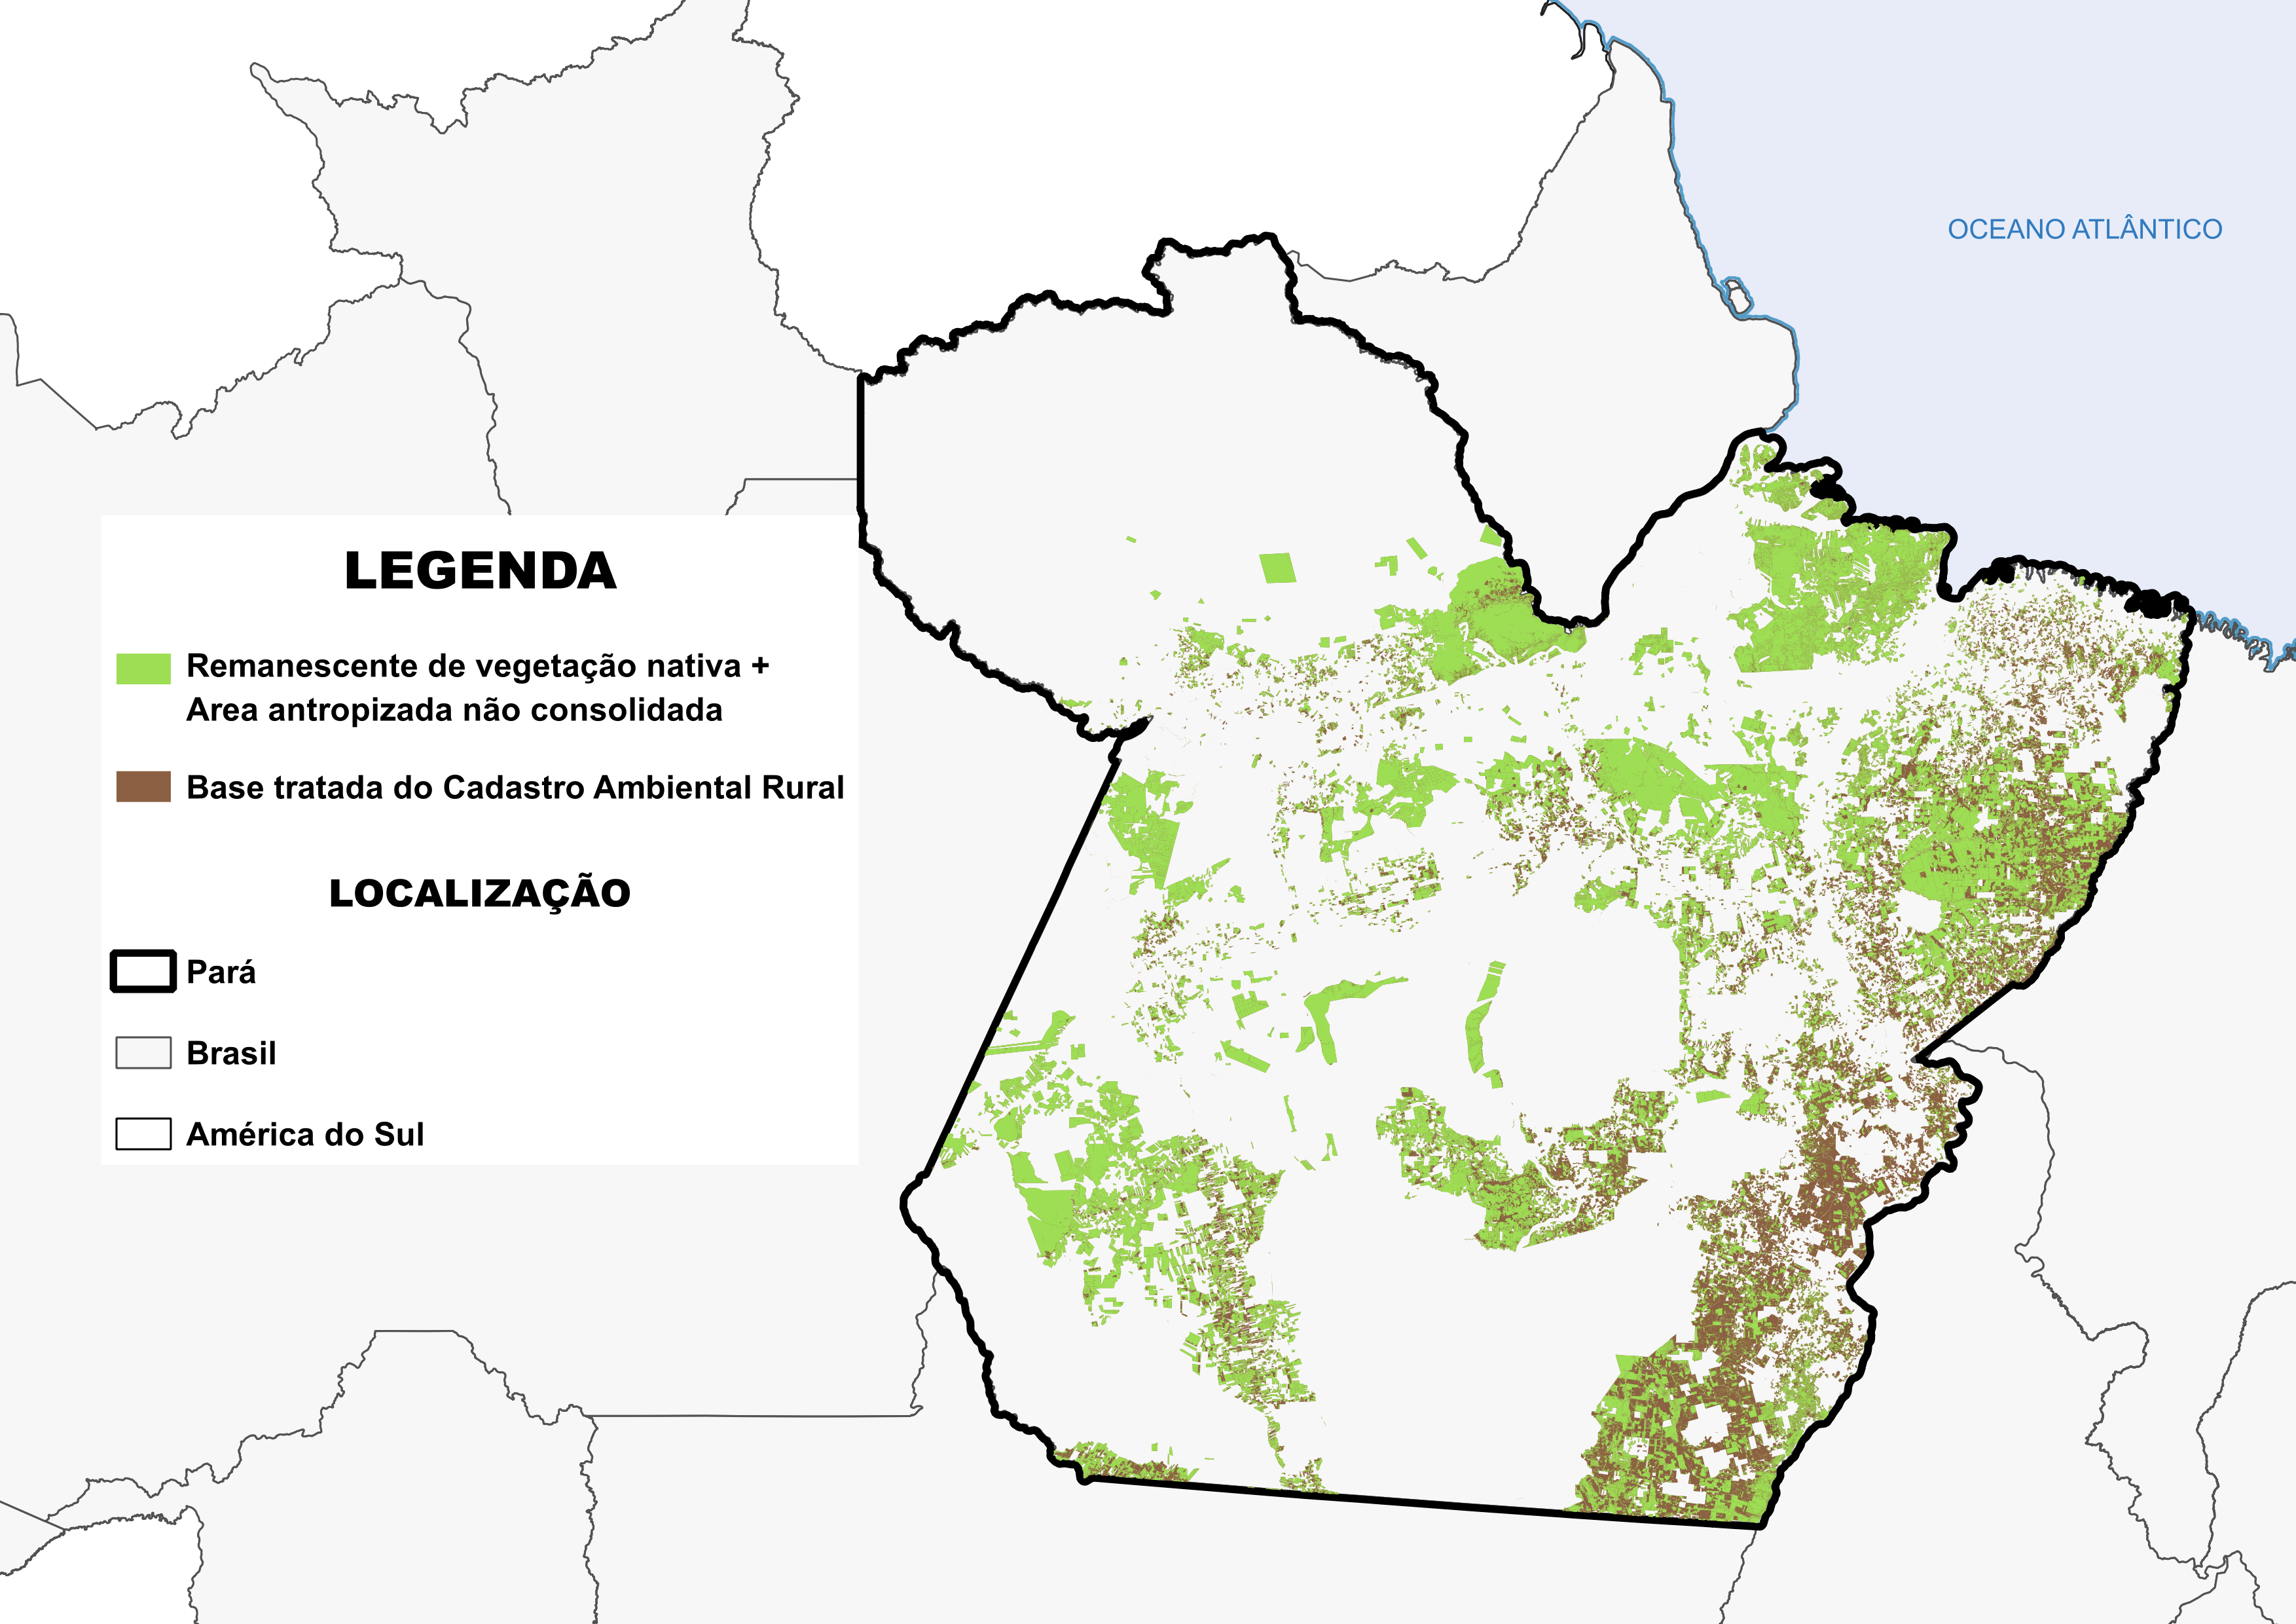 OCEANO ATLÂNTICO
LEGENDA
Remanescente de vegetação nativa +
Area antropizada não consolidada
Base tratada do Cadastro Ambiental Rural
LOCALIZAÇÃO
Pará
Brasil
América do Sul